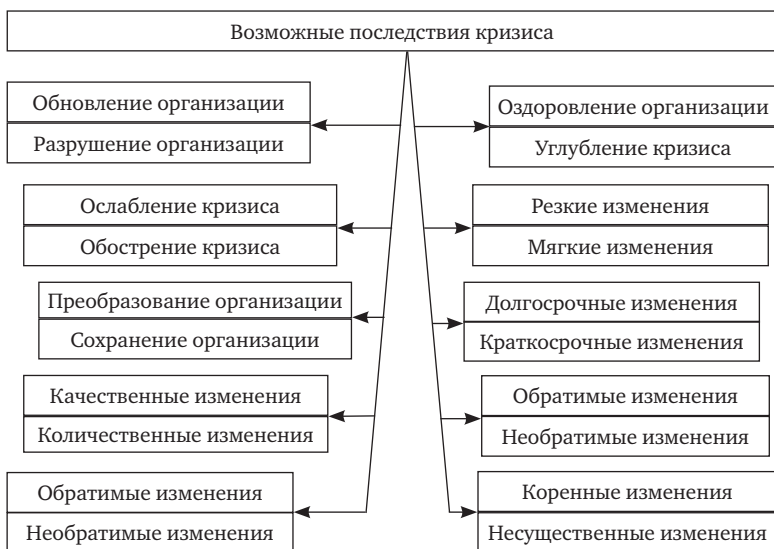 Возможные последствия кризиса
Обновление организации
Разрушение организации
Оздоровление организации
Углубление кризиса
Ослабление кризиса
Обострение кризиса
Резкие изменения
Мягкие изменения
Преобразование организации
Сохранение организации
Долгосрочные изменения
Краткосрочные изменения
Качественные изменения
Количественные изменения
Обратимые изменения
Необратимые изменения
Обратимые изменения
Необратимые изменения
Коренные изменения
Несущественные изменения